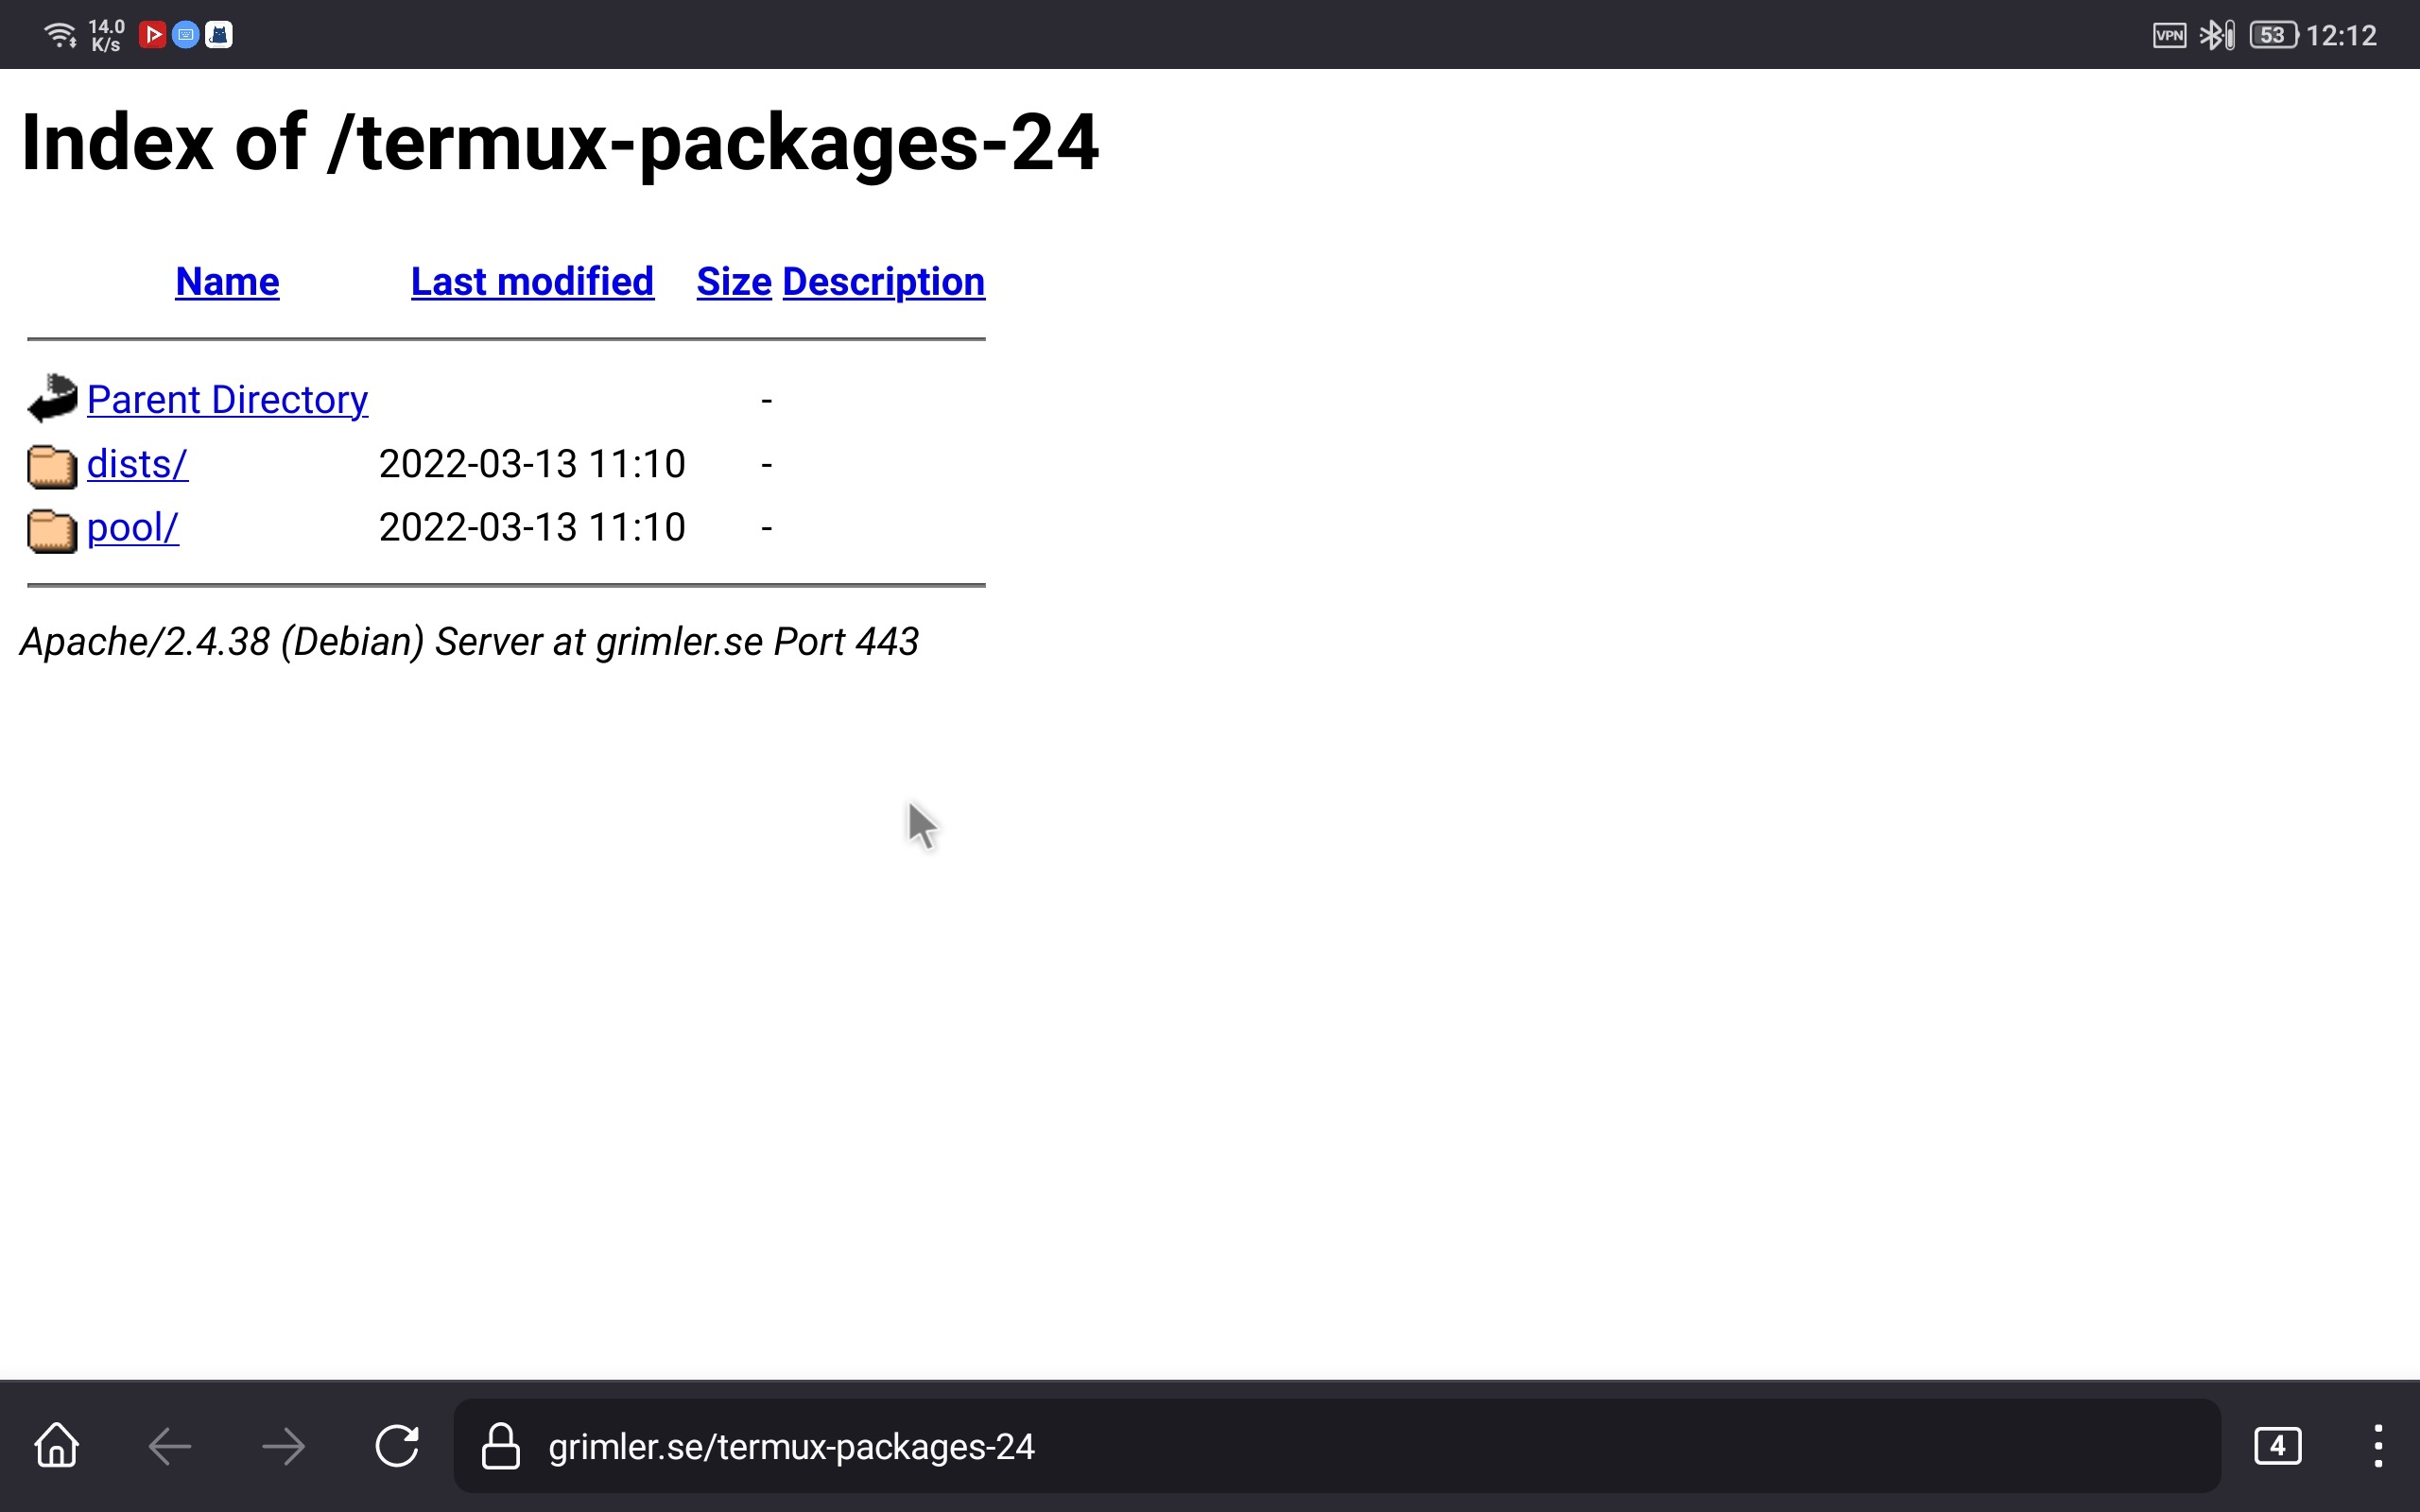 14.0
K/s
VPN
53
12:12
Index of /termux-packages-24
Name Last modified Size Description
Parent Directory -
dists/ 2022-03-13 11:10 -
pool/ 2022-03-13 11:10 -
Apache/2.4.38 (Debian) Server at grimler.se Port 443
grimler.se/termux-packages-24
4